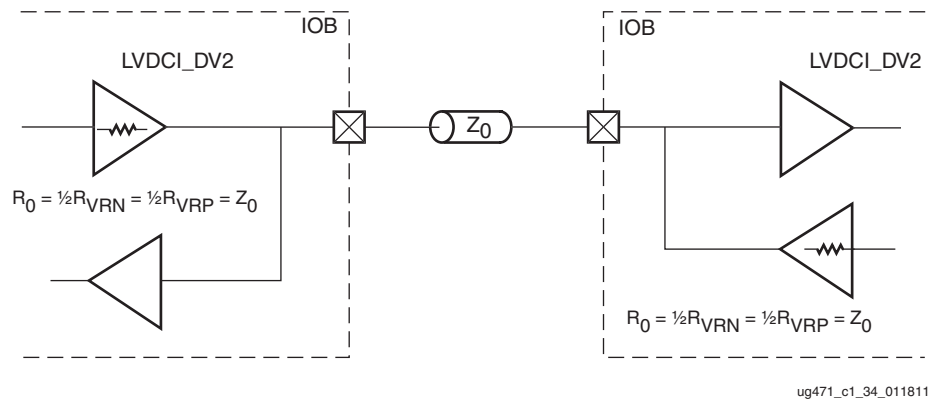 IOB
IOB
LVDCI_DV2
LVDCI_DV2
Z0
R0 = ½RVRN = ½RVRP = Z0
R0 = ½RVRN = ½RVRP = Z0
ug471_c1_34_011811